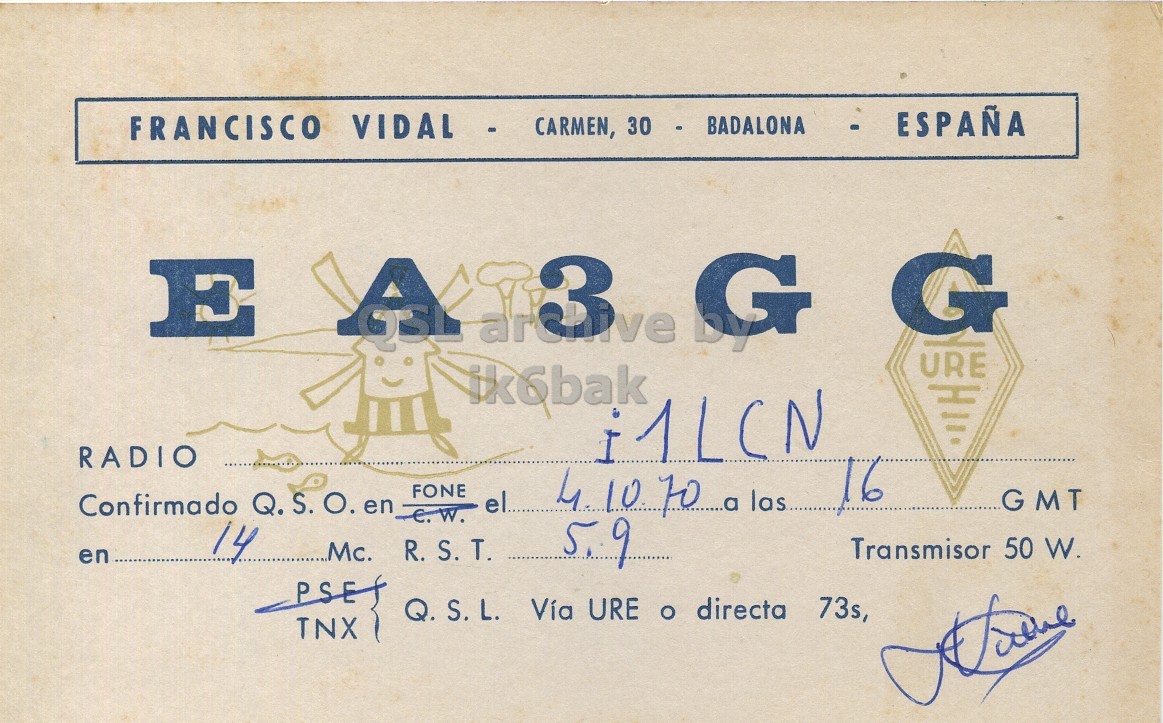 FRANCISCO VIDAL - CARMEN, 30 - BADALONA - ESPAÑA
EA3GG
QSL archive by
ik6bak
URE
RADIO i1LCN
Confirmado Q. S. O. en FONE C. W. el 4.10.70 a las 16 GMT
en 14 Mc. R. S. T. 5.9 Transmisor 50 W.
PSE
TNX Q. S. L. Vía URE o directa 73s,